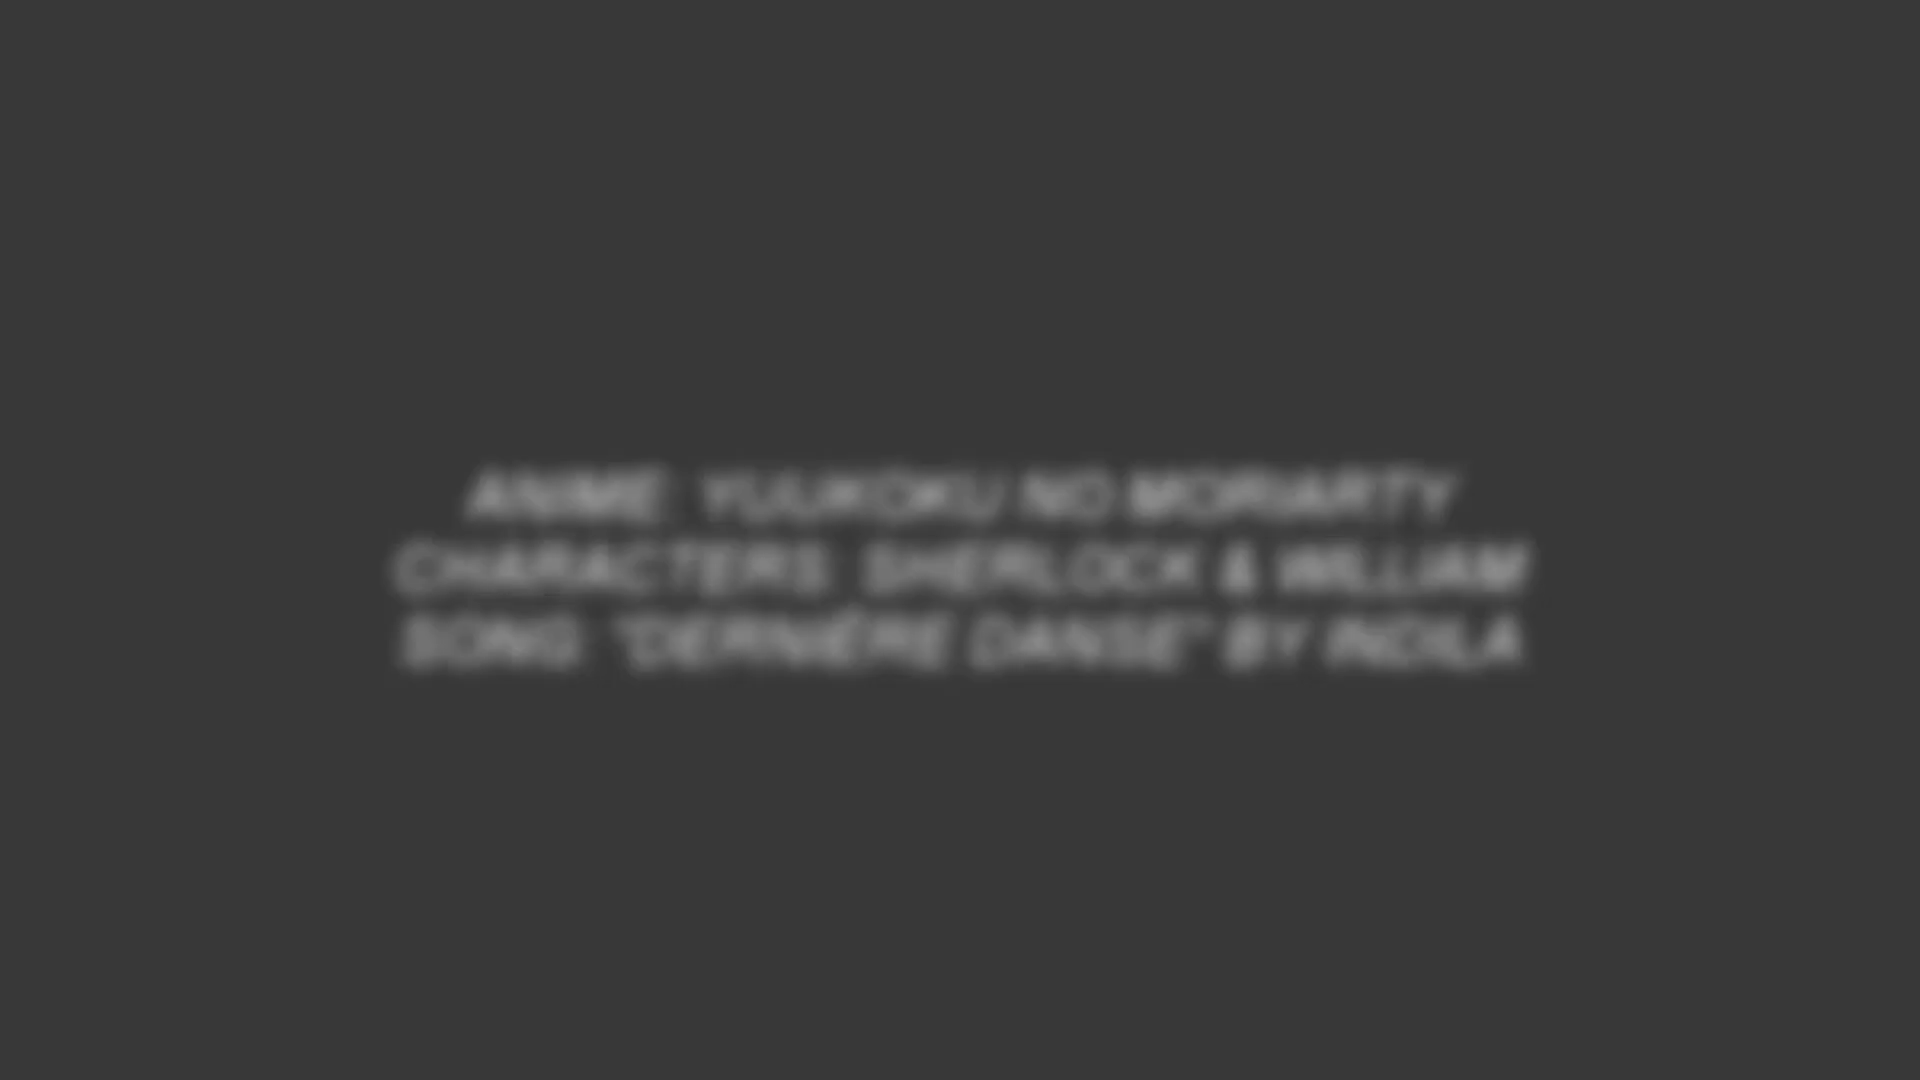 ANIME: YUUKOKU NO MORIARTY
CHARACTERS: SHERLOCK & WILLIAM
SONG: "DERNIÈRE DANSE" BY INDILA